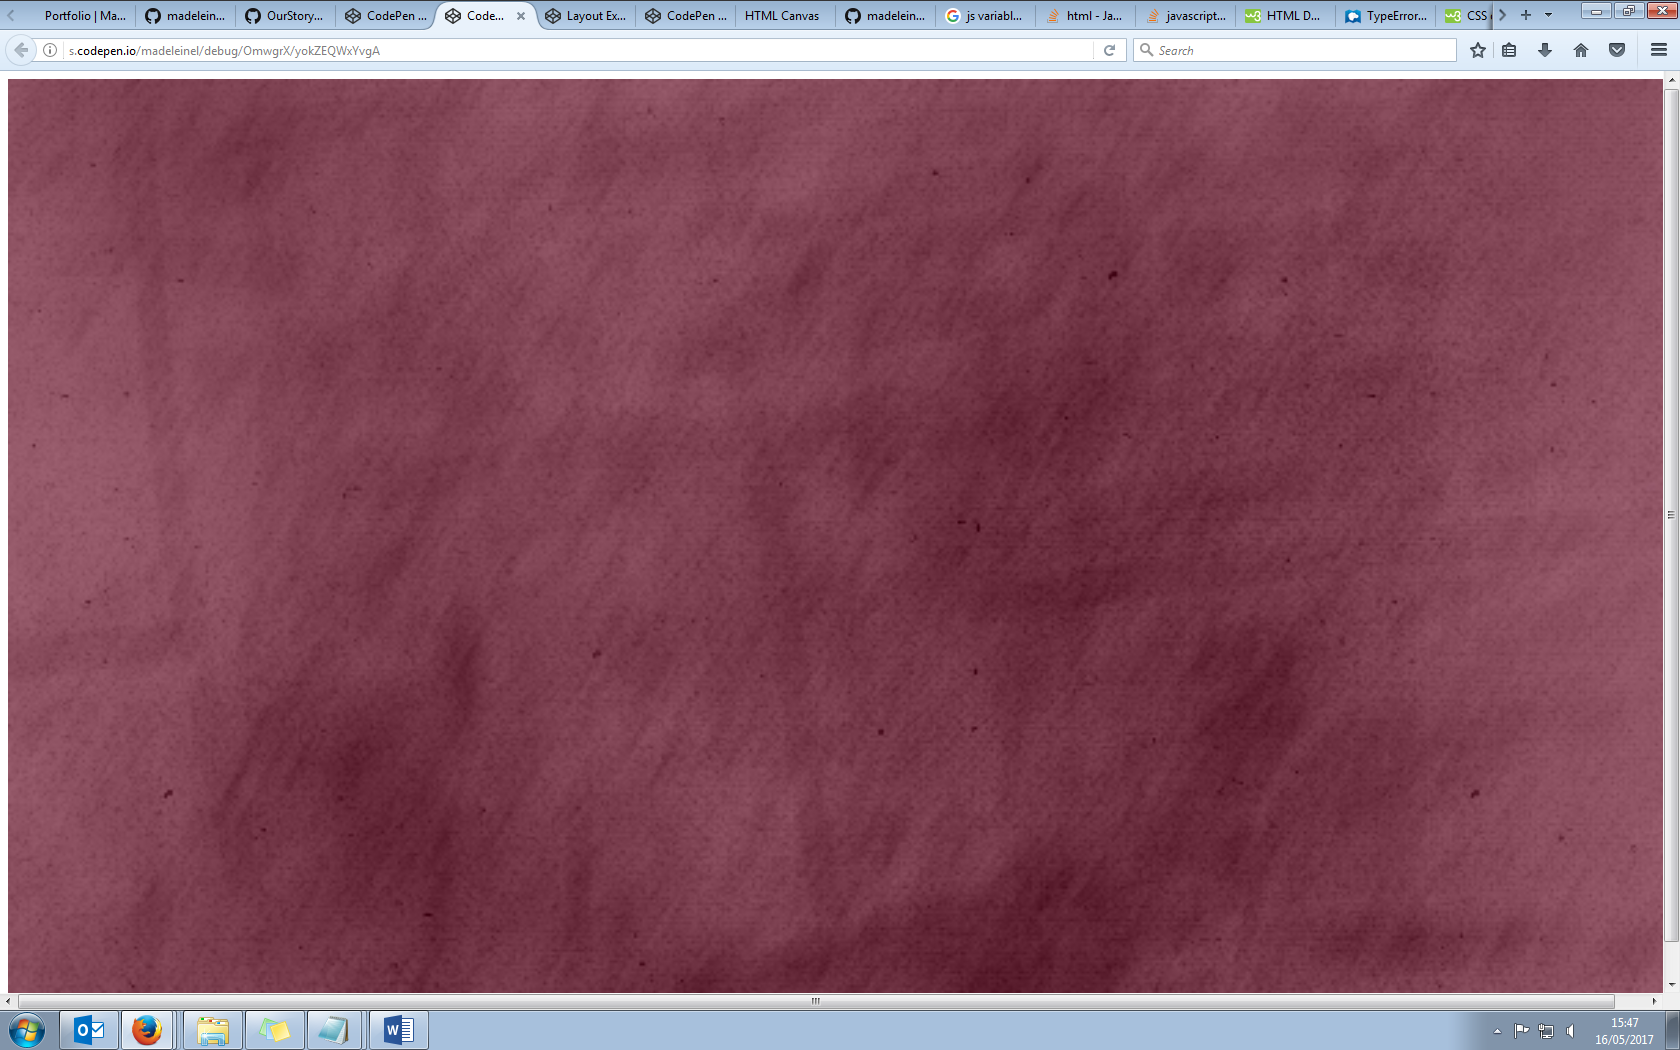 Portfolio | Ma... madelein... OurStory... CodePen ... Code... Layout Ex... CodePen ... HTML Canvas madelein... js variabl... html - Ja... javascript... HTML D... TypeError... CSS
s.codepen.io/madeleinel/debug/OmwgrX/yokZEQWxYvgA Search
15:47
16/05/2017